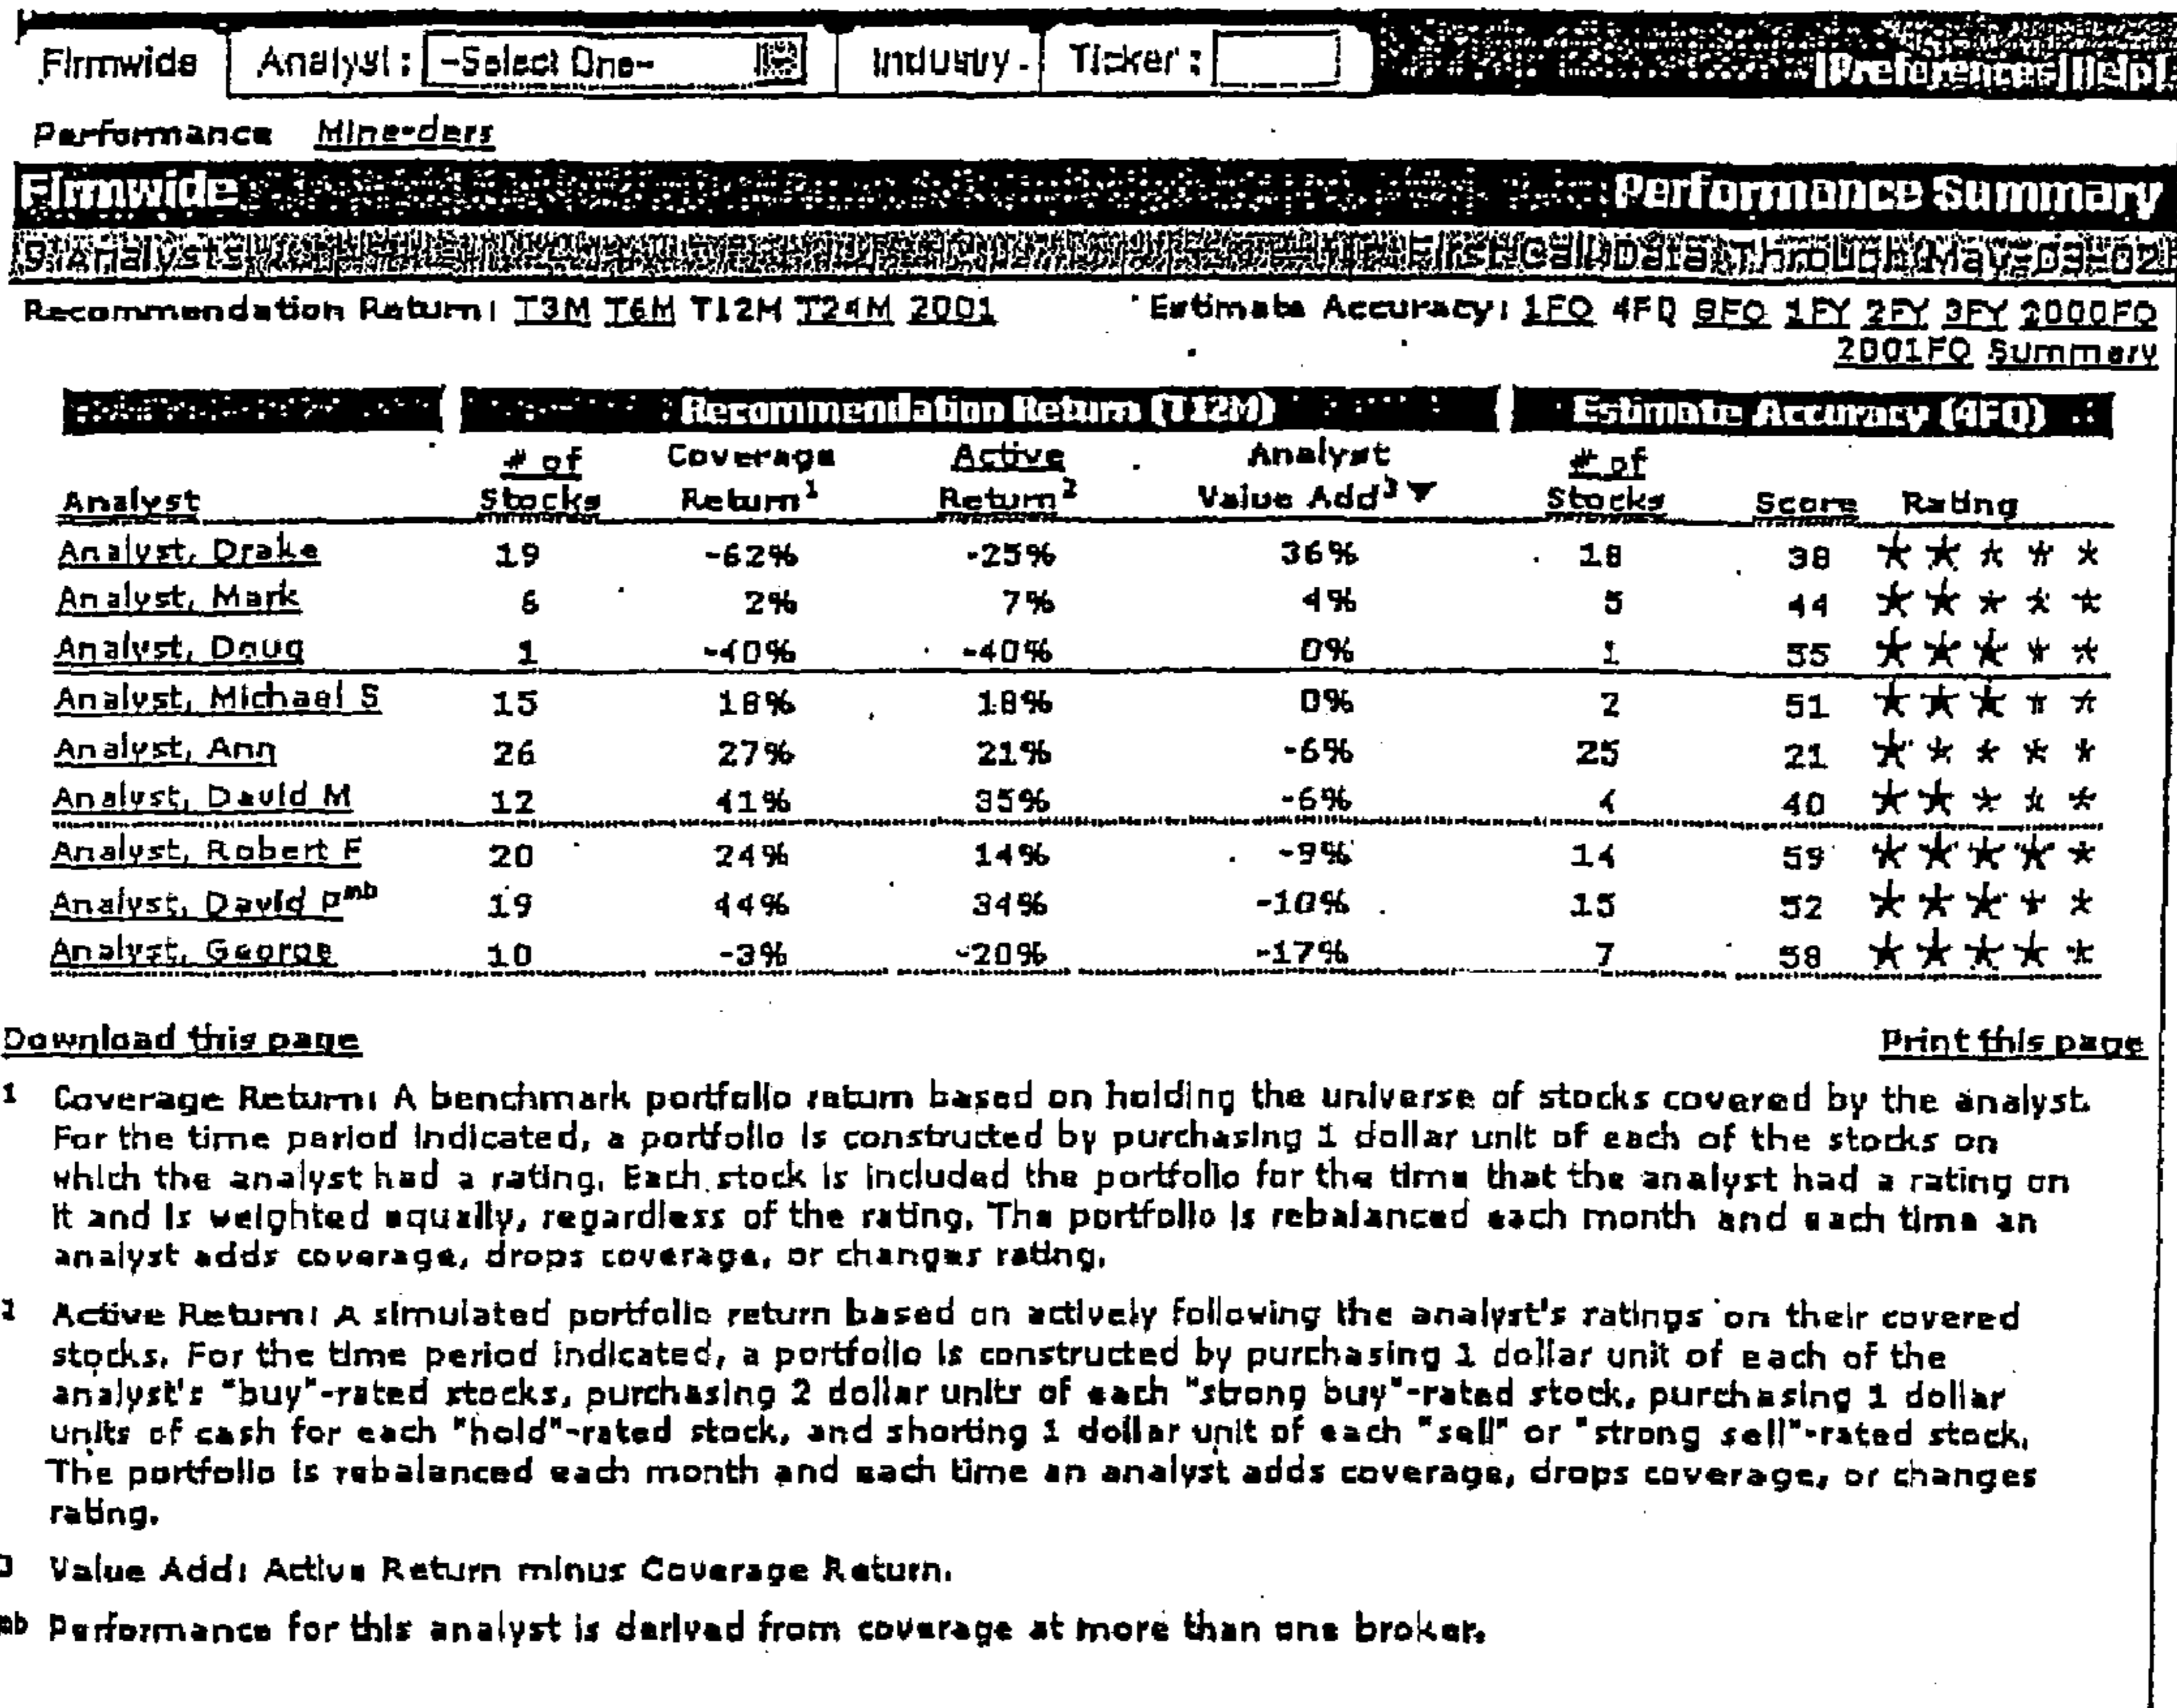 Firmwide Analyst: -Select One- Industry Ticker:
Preferences|Help|
Performance Mine-ders
Firmwide Performance Summary
9 Analysts First Call Data Through May-03-02
Recommendation Return: T3M T6M T12M T24M 2001 Estimate Accuracy: 1FQ 4FQ 8FQ 1FY 2FY 3FY 2000FQ
2001FQ Summary
Recommendation Return (T12M) Estimate Accuracy (4FQ)
# of Coverage Active Analyst # of
Analyst Stocks Return1 Return2 Value Add3 ▼ Stocks Score Rating
Analyst, Drake 19 -62% -25% 36% 18 38 ★★★★★
Analyst, Mark 6 2% 7% 4% 5 44 ★★★★★
Analyst, Doug 1 -40% -40% 0% 1 55 ★★★★★
Analyst, Michael S 15 18% 18% 0% 2 51 ★★★★★
Analyst, Ann 26 27% 21% -6% 25 21 ★★★★★
Analyst, David M 12 41% 35% -6% 4 40 ★★★★★
Analyst, Robert F 20 24% 14% -9% 14 59 ★★★★★
Analyst, David P mb 19 44% 34% -10% 15 52 ★★★★★
Analyst, George 10 -3% -20% -17% 7 58 ★★★★★
Download this page Print this page
1 Coverage Return: A benchmark portfolio return based on holding the universe of stocks covered by the analyst.
For the time period indicated, a portfolio is constructed by purchasing 1 dollar unit of each of the stocks on
which the analyst had a rating. Each stock is included the portfolio for the time that the analyst had a rating on
it and is weighted equally, regardless of the rating. The portfolio is rebalanced each month and each time an
analyst adds coverage, drops coverage, or changes rating.
2 Active Return: A simulated portfolio return based on actively following the analyst's ratings on their covered
stocks. For the time period indicated, a portfolio is constructed by purchasing 1 dollar unit of each of the
analyst's "buy"-rated stocks, purchasing 2 dollar units of each "strong buy"-rated stock, purchasing 1 dollar
units of cash for each "hold"-rated stock, and shorting 1 dollar unit of each "sell" or "strong sell"-rated stock.
The portfolio is rebalanced each month and each time an analyst adds coverage, drops coverage, or changes
rating.
3 Value Add: Active Return minus Coverage Return.
mb Performance for this analyst is derived from coverage at more than one broker.